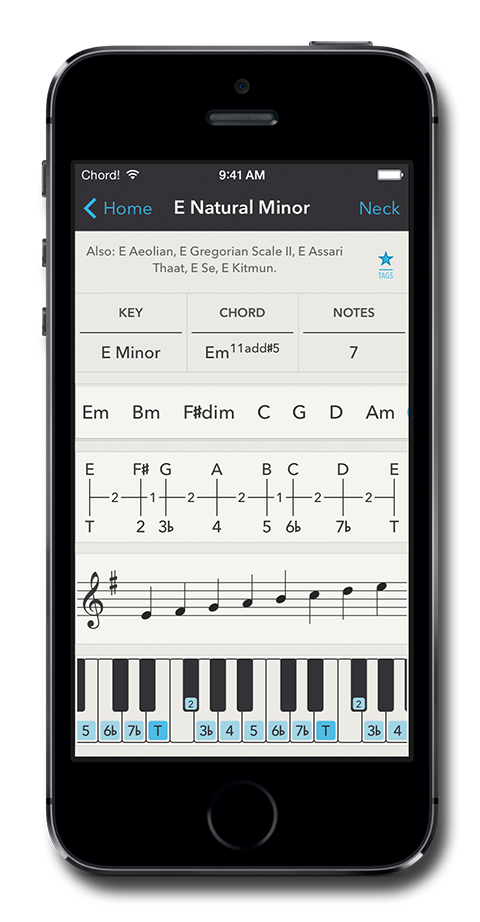 Chord! 9:41 AM
Home E Natural Minor Neck
Also: E Aeolian, E Gregorian Scale II, E Assari
Thaat, E Se, E Kitmun.
TAGS
KEY CHORD NOTES
E Minor Em11add#5 7
Em Bm F#dim C G D Am
E F# G A B C D E
2 1 2 2 1 2 2
T 2 3♭ 4 5 6♭ 7♭ T
2 2
5 6♭ 7♭ T 3♭ 4 5 6♭ 7♭ T 3♭ 4